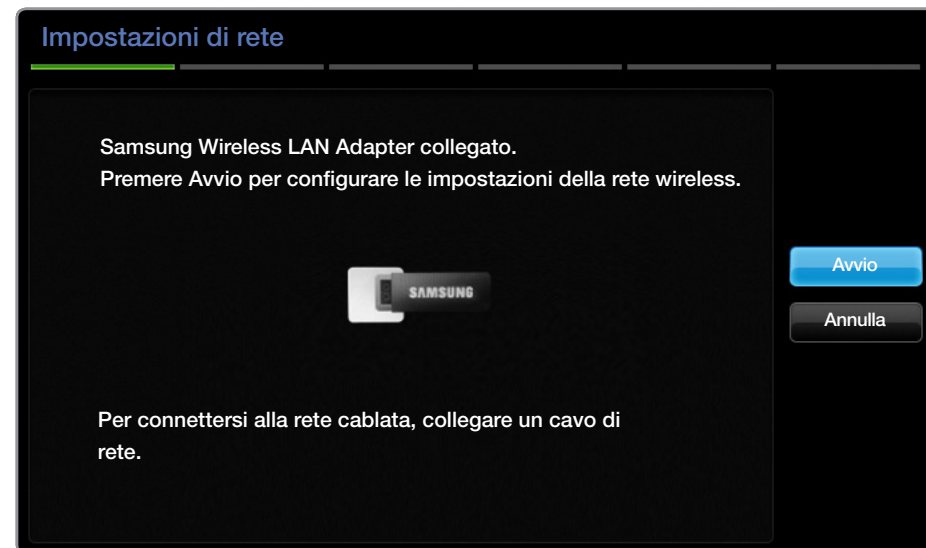 Impostazioni di rete
Samsung Wireless LAN Adapter collegato.
Premere Avvio per configurare le impostazioni della rete wireless.
SAMSUNG
Avvio
Annulla
Per connettersi alla rete cablata, collegare un cavo di
rete.